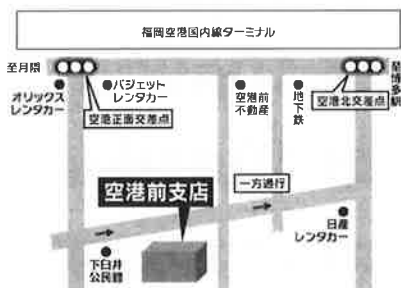 福岡空港国内線ターミナル
至月隈
至博多駅
●バジェット
レンタカー
オリックス
レンタカー
空港正面交差点
空港前
不動産
地下鉄
空港北交差点
空港前支店
一方通行
日産
レンタカー
下臼井
公民館